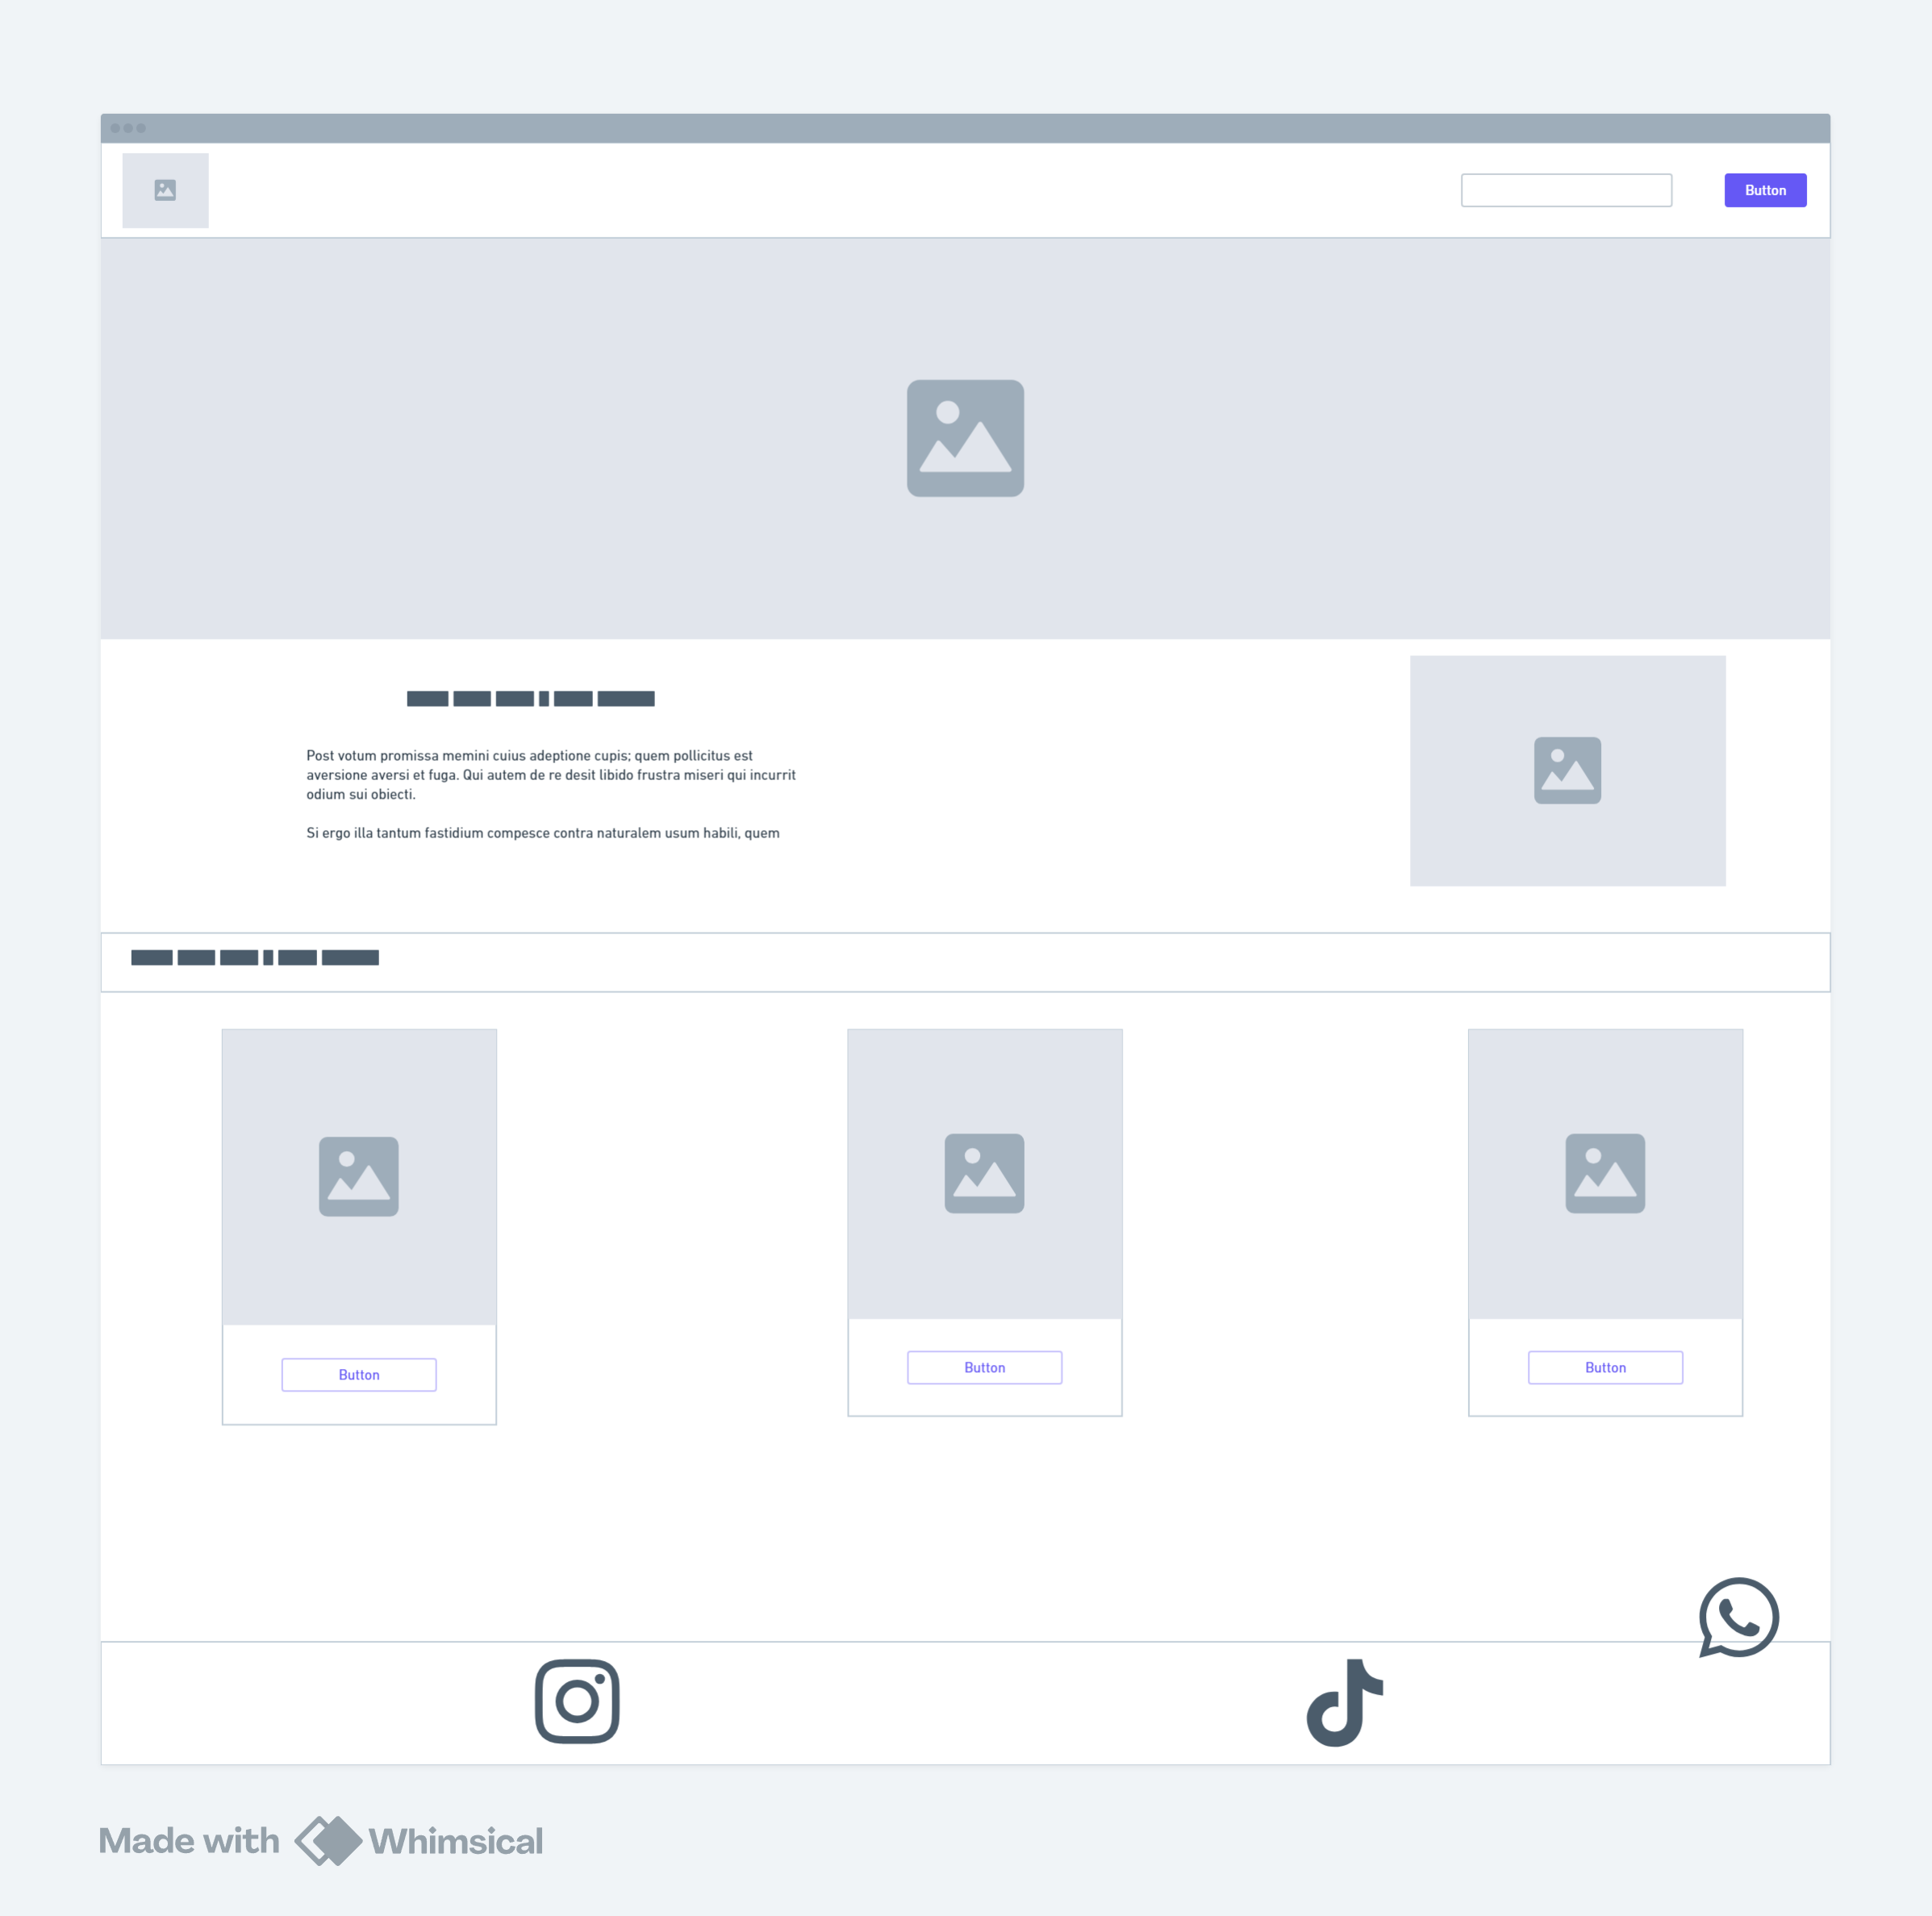 Button
Post votum promissa memini cuius adeptione cupis; quem pollicitus est
aversione aversi et fuga. Qui autem de re desit libido frustra miseri qui incurrit
odium sui obiecti.
Si ergo illa tantum fastidium compesce contra naturalem usum habili, quem
Button
Button
Button
Made with Whimsical